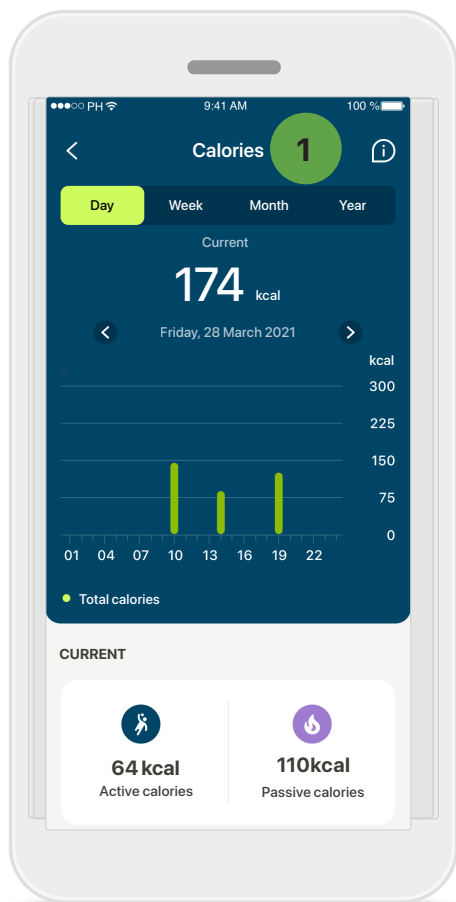 PH 9:41 AM 100 %
Calories 1
Day Week Month Year
Current
174 kcal
Friday, 28 March 2021
kcal
300
225
150
75
0
01 04 07 10 13 16 19 22
Total calories
CURRENT
64 kcal 110kcal
Active calories Passive calories